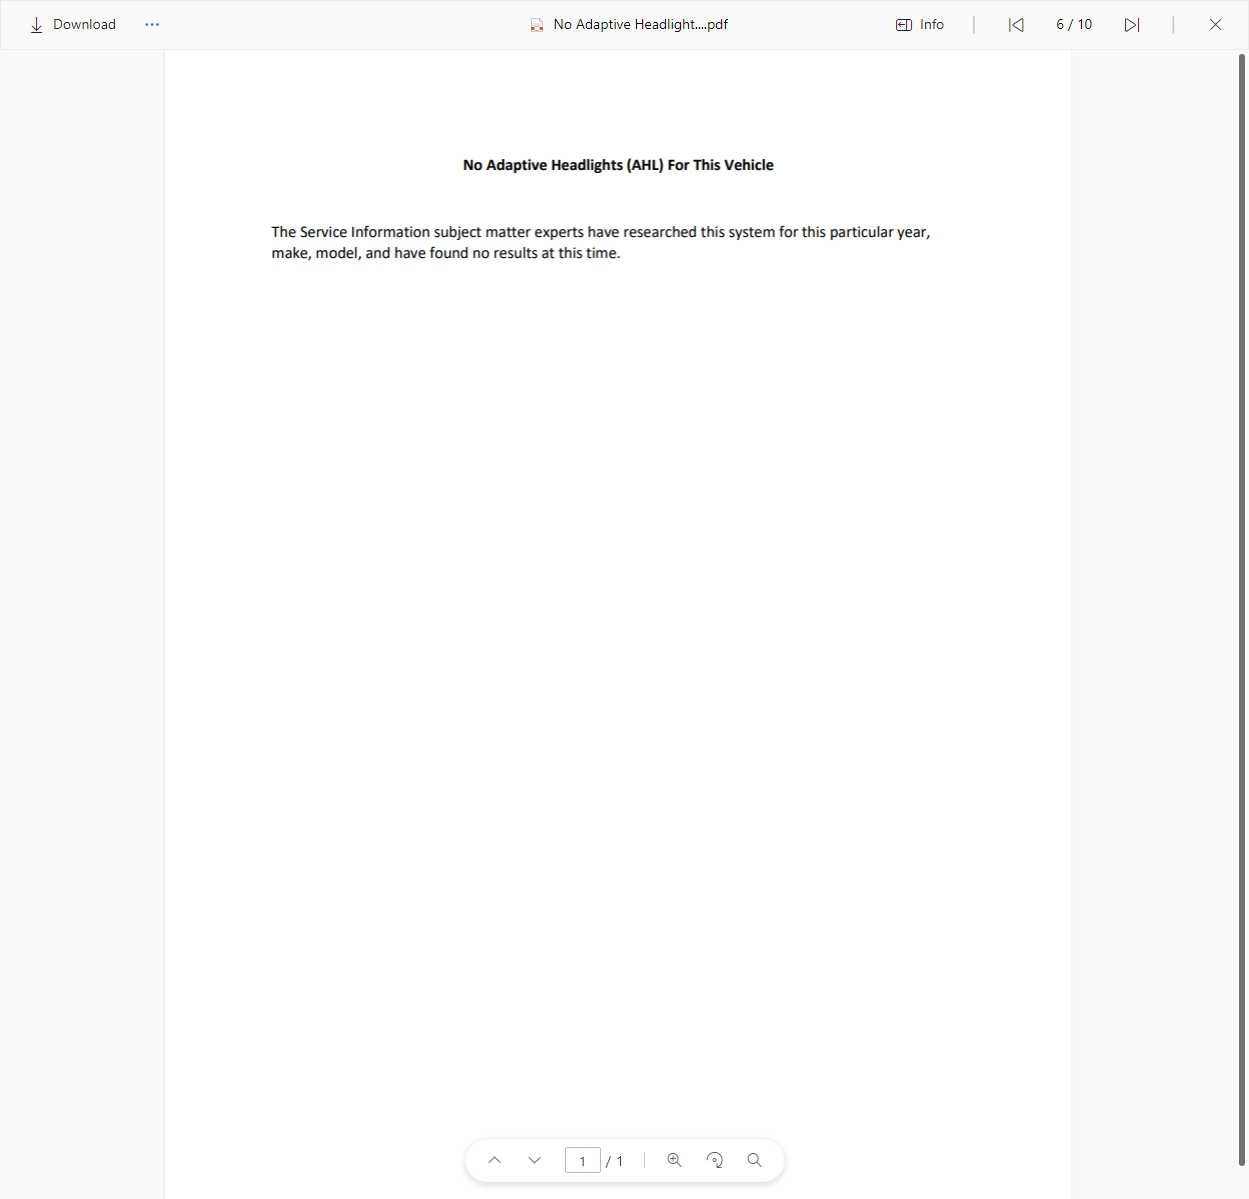 Download ... No Adaptive Headlight....pdf Info 6 / 10
No Adaptive Headlights (AHL) For This Vehicle
The Service Information subject matter experts have researched this system for this particular year,
make, model, and have found no results at this time.
1 / 1